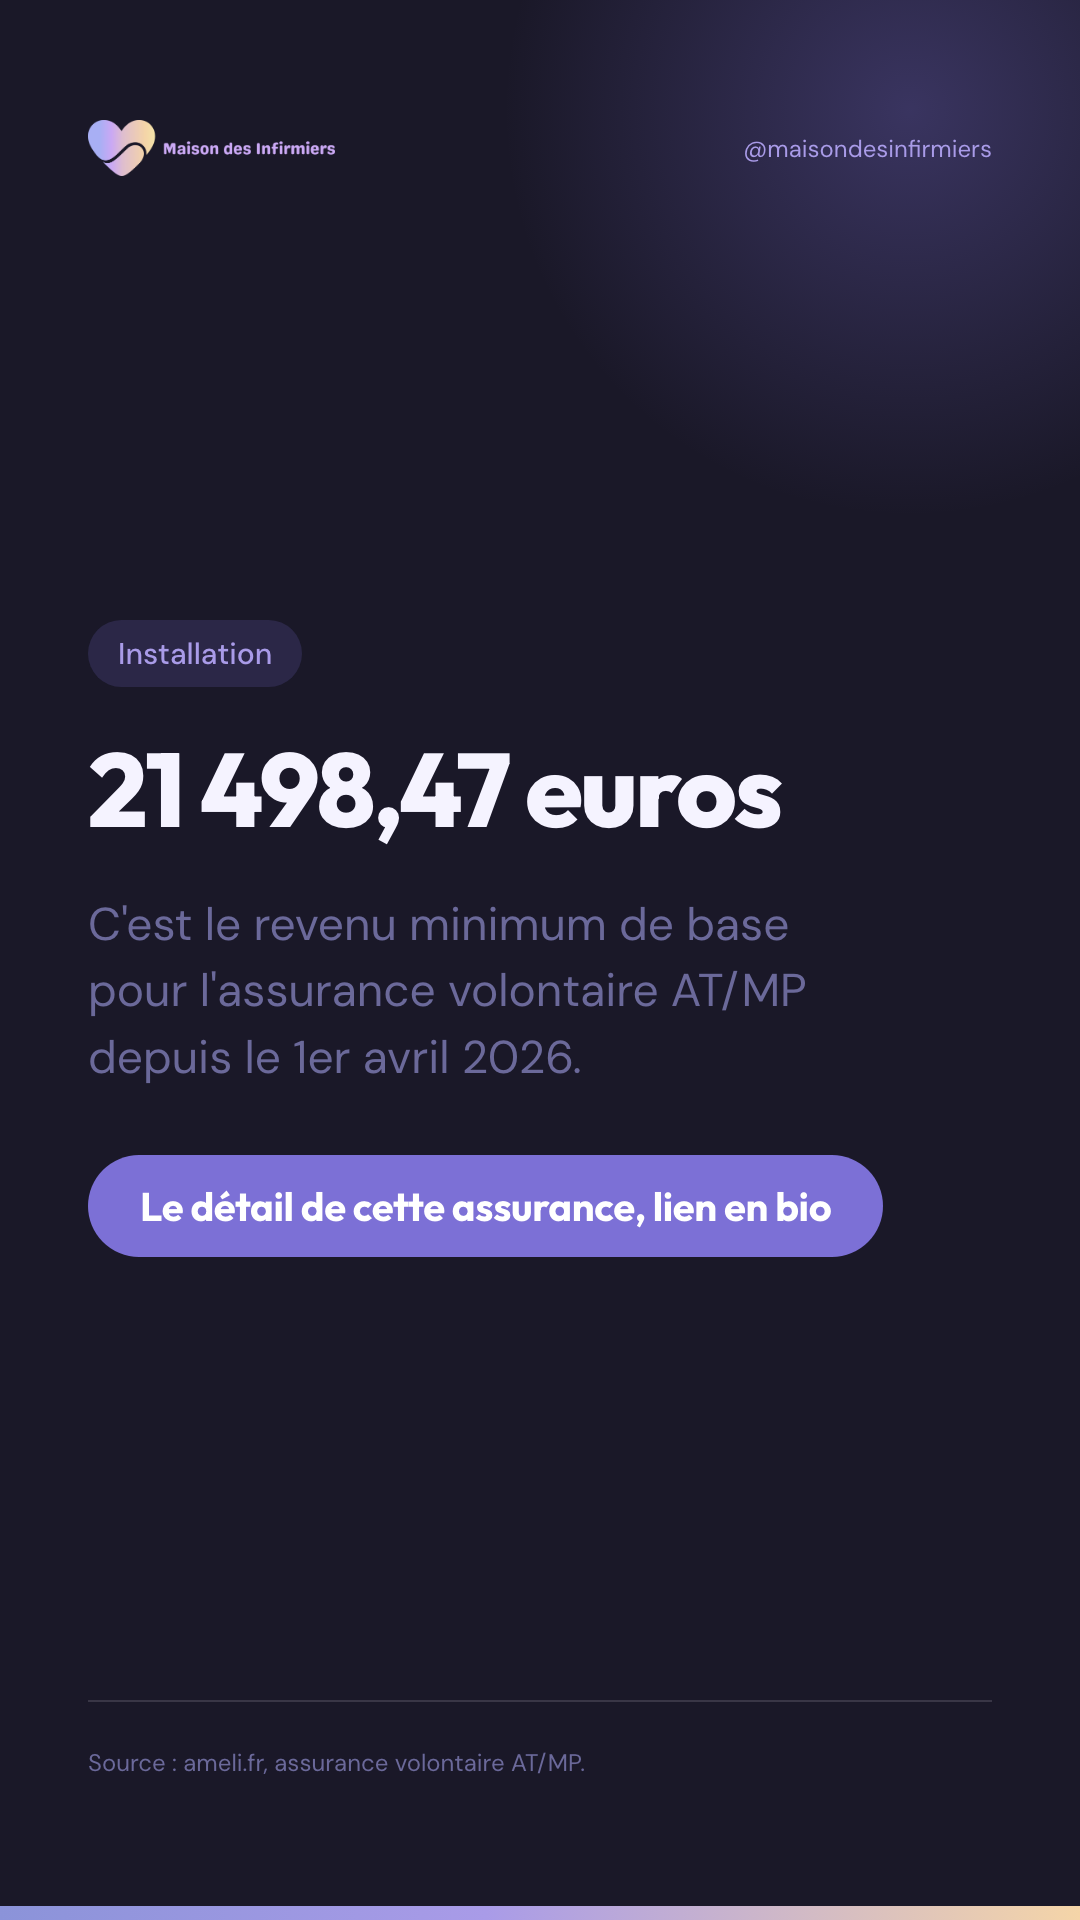 Maison des Infirmiers
@maisondesinfirmiers
Installation
21 498,47 euros
C'est le revenu minimum de base
pour l'assurance volontaire AT/MP
depuis le 1er avril 2026.
Le détail de cette assurance, lien en bio
Source : ameli.fr, assurance volontaire AT/MP.